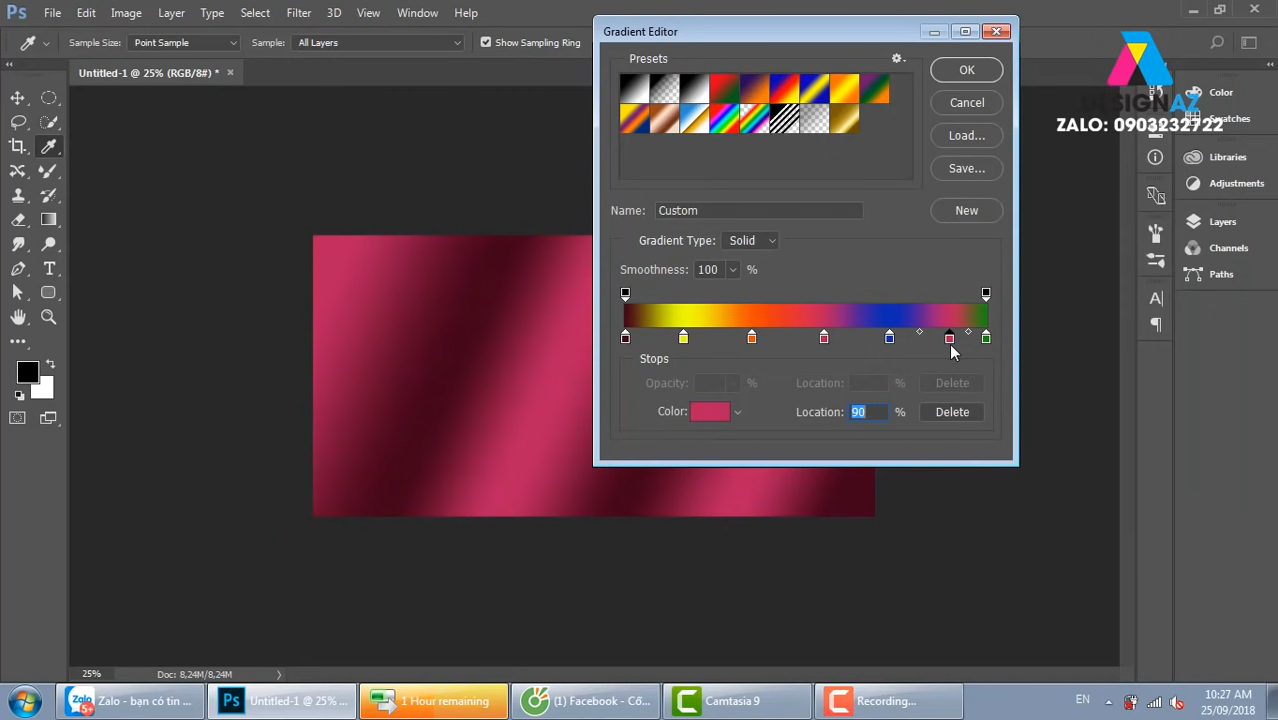 Ps File Edit Image Layer Type Select Filter 3D View Window Help
Sample Size: Point Sample Sample: All Layers Show Sampling Ring
Untitled-1 @ 25% (RGB/8#) * ×
Gradient Editor
Presets
OK
Cancel
Load...
Save...
Name: Custom
New
Gradient Type: Solid
Smoothness: 100 %
Stops
Opacity: % Location: % Delete
Color: Location: 90 % Delete
DESIGNAZ
ZALO: 0903232722
Color
Swatches
Libraries
Adjustments
Layers
Channels
Paths
25% Doc: 8,24M/8,24M
Zalo - bạn có tin ...
Ps Untitled-1 @ 25% ...
1 Hour remaining
(1) Facebook - Cố...
Camtasia 9
Recording...
EN
10:27 AM
25/09/2018